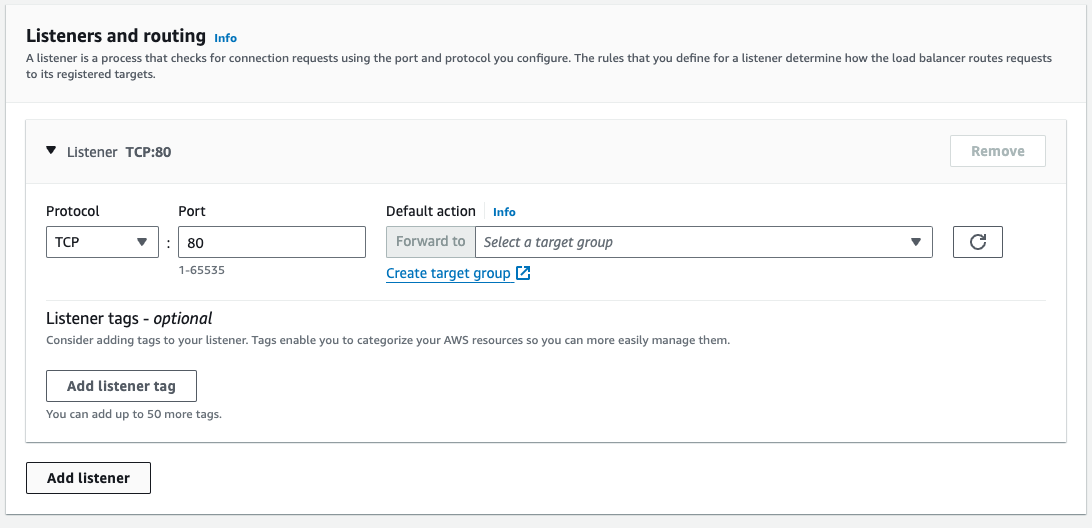 Listeners and routing Info
A listener is a process that checks for connection requests using the port and protocol you configure. The rules that you define for a listener determine how the load balancer routes requests
to its registered targets.
Listener TCP:80
Remove
Protocol
Port
Default action Info
TCP
:
80
Forward to
Select a target group
1-65535
Create target group
Listener tags - optional
Consider adding tags to your listener. Tags enable you to categorize your AWS resources so you can more easily manage them.
Add listener tag
You can add up to 50 more tags.
Add listener